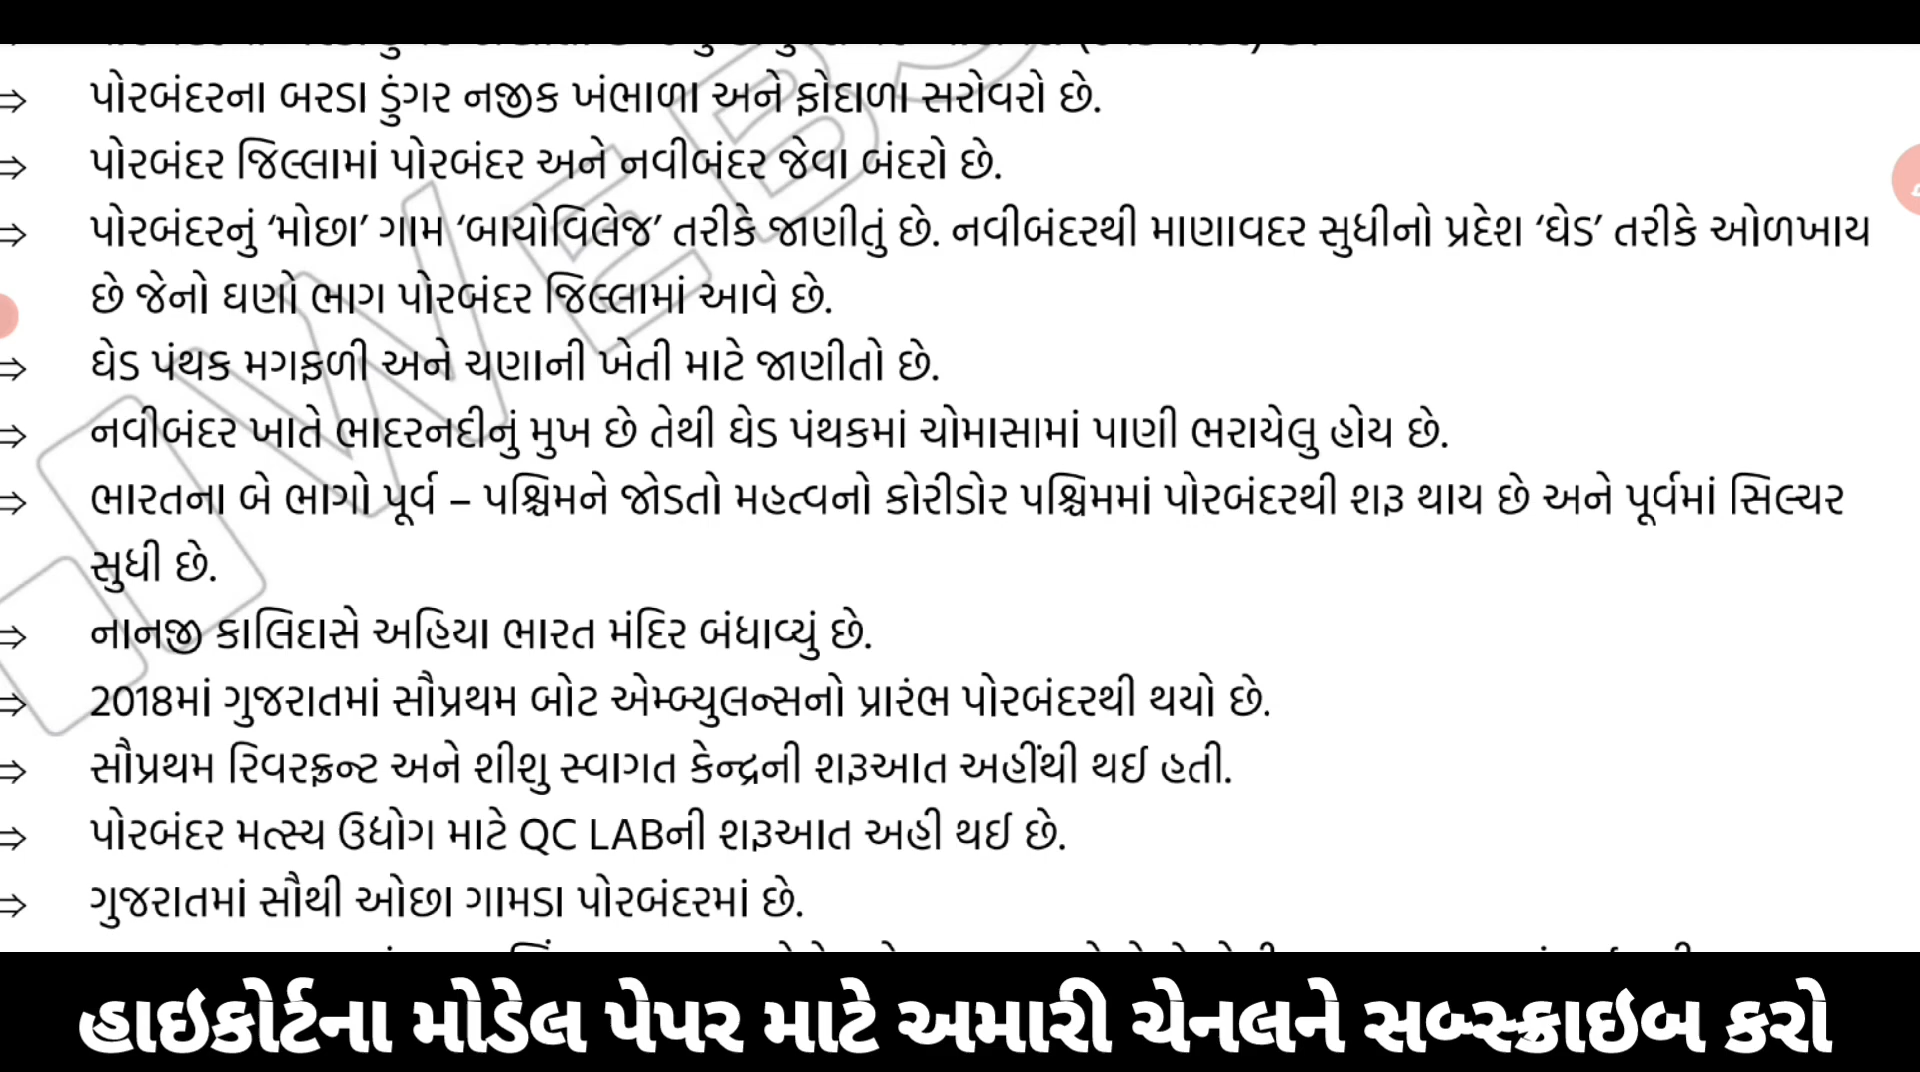 ⇒ પોરબંદરના બરડા ડુંગર નજીક ખંભાળા અને ફોદાળા સરોવરો છે.
⇒ પોરબંદર જિલ્લામાં પોરબંદર અને નવીબંદર જેવા બંદરો છે.
⇒ પોરબંદરનું ‘મોછા’ ગામ ‘બાયોવિલેજ’ તરીકે જાણીતું છે. નવીબંદરથી માણાવદર સુધીનો પ્રદેશ ‘ઘેડ’ તરીકે ઓળખાય
છે જેનો ઘણો ભાગ પોરબંદર જિલ્લામાં આવે છે.
⇒ ઘેડ પંથક મગફળી અને ચણાની ખેતી માટે જાણીતો છે.
⇒ નવીબંદર ખાતે ભાદરનદીનું મુખ છે તેથી ઘેડ પંથકમાં ચોમાસામાં પાણી ભરાયેલુ હોય છે.
⇒ ભારતના બે ભાગો પૂર્વ – પશ્ચિમને જોડતો મહત્વનો કોરીડોર પશ્ચિમમાં પોરબંદરથી શરૂ થાય છે અને પૂર્વમાં સિલ્ચર
સુધી છે.
⇒ નાનજી કાલિદાસે અહિયા ભારત મંદિર બંધાવ્યું છે.
⇒ 2018માં ગુજરાતમાં સૌપ્રથમ બોટ એમ્બ્યુલન્સનો પ્રારંભ પોરબંદરથી થયો છે.
⇒ સૌપ્રથમ રિવરફ્રન્ટ અને શીશુ સ્વાગત કેન્દ્રની શરૂઆત અહીંથી થઈ હતી.
⇒ પોરબંદર મત્સ્ય ઉદ્યોગ માટે QC LABની શરૂઆત અહી થઈ છે.
⇒ ગુજરાતમાં સૌથી ઓછા ગામડા પોરબંદરમાં છે.
હાઇકોર્ટના મોડેલ પેપર માટે અમારી ચેનલને સબ્સ્ક્રાઇબ કરો